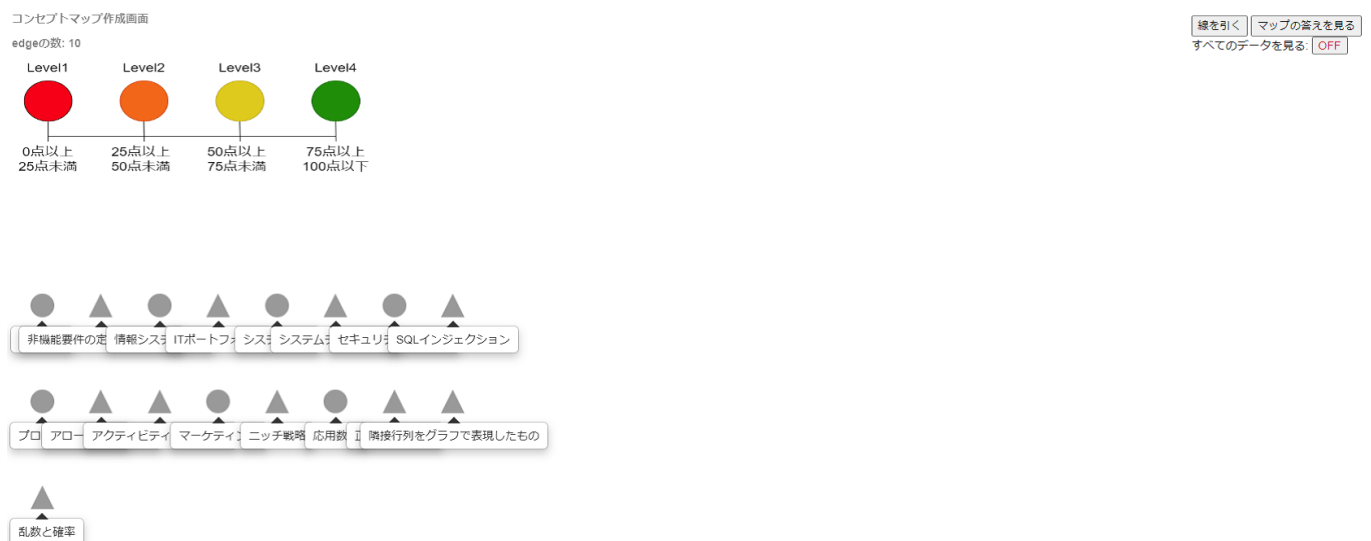 コンセプトマップ作成画面
線を引く
マップの答えを見る
edgeの数: 10
すべてのデータを見る: OFF
Level1 Level2 Level3 Level4
0点以上 25点以上 50点以上 75点以上
25点未満 50点未満 75点未満 100点以下
非機能要件の定 情報シス ITポートフォ シス システムデ セキュリテ SQLインジェクション
プロ アロー アクティビティ マーケティン ニッチ戦略 応用数 隣接行列をグラフで表現したもの
乱数と確率